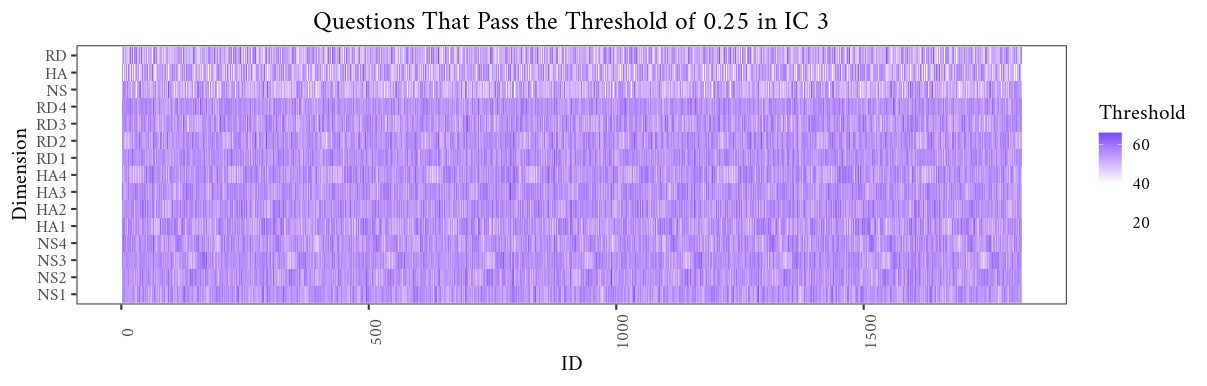 Questions That Pass the Threshold of 0.25 in IC 3
Dimension
RD
HA
NS
RD4
RD3
RD2
RD1
HA4
HA3
HA2
HA1
NS4
NS3
NS2
NS1
0
500
1000
1500
ID
Threshold
60
40
20